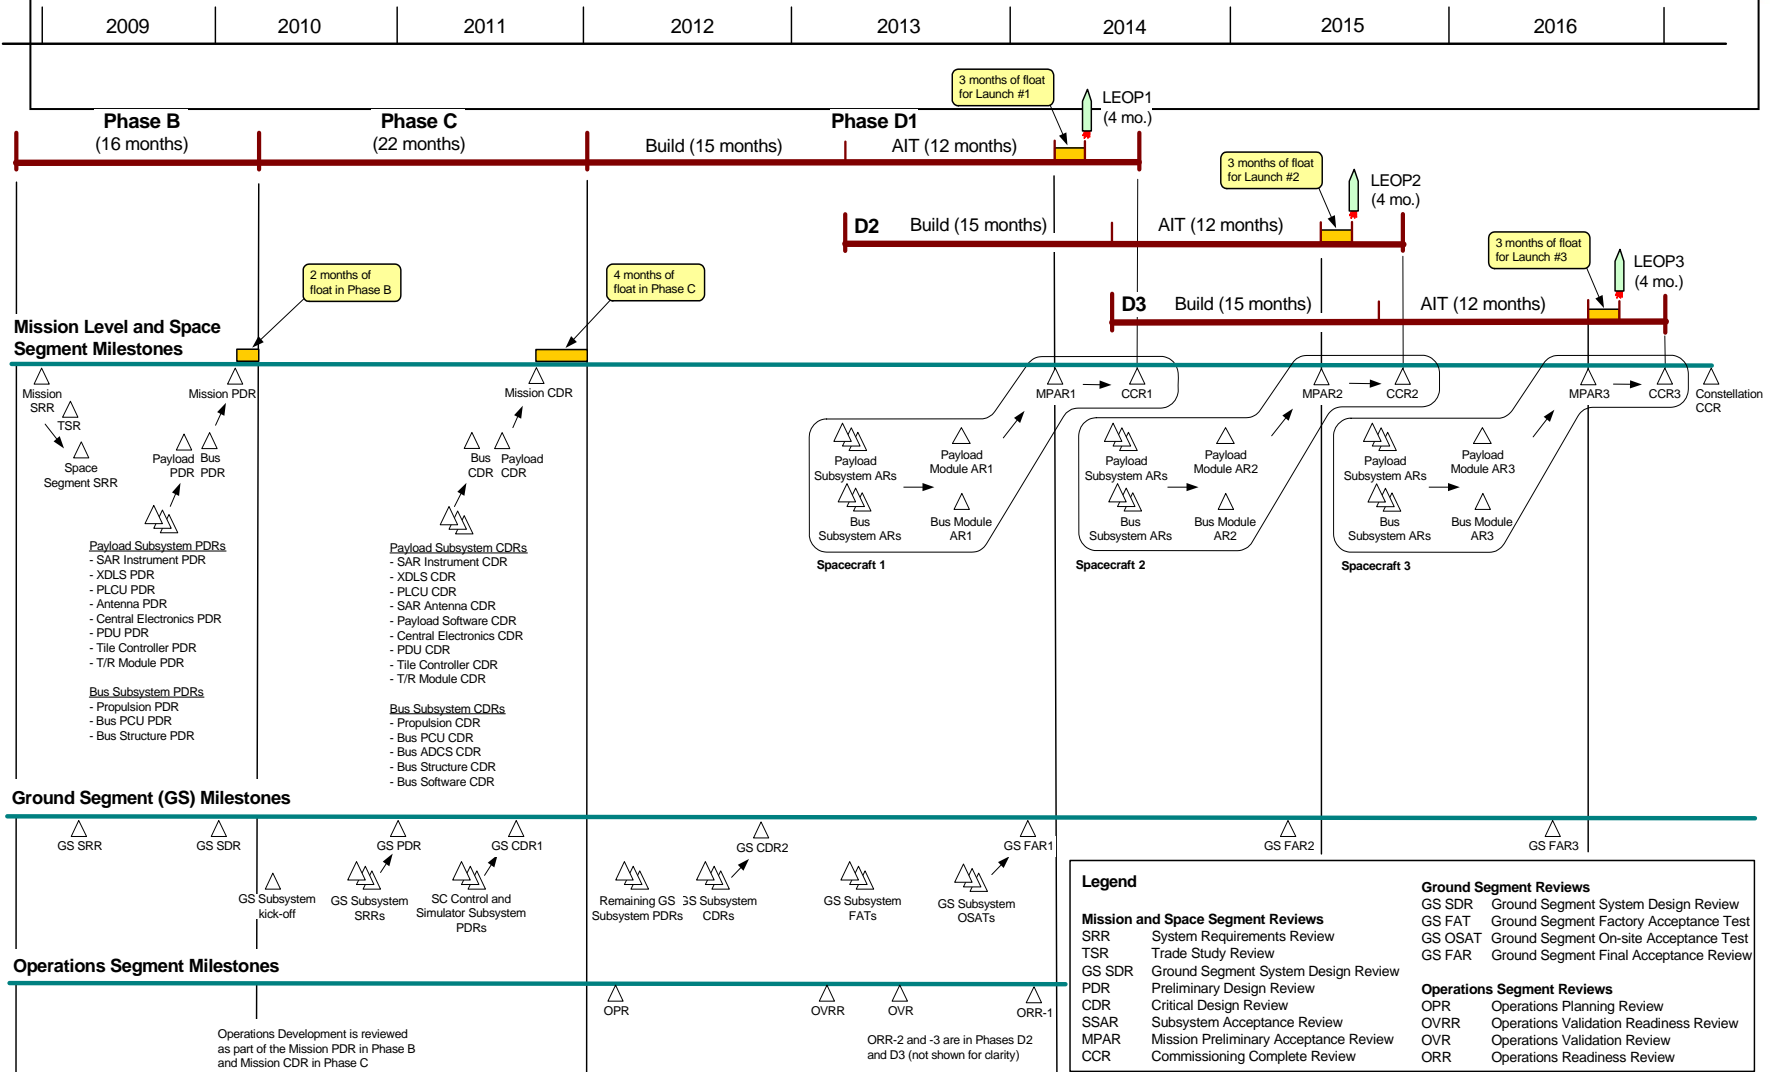 2009 2010 2011 2012 2013 2014 2015 2016
3 months of float
for Launch #1
LEOP1
(4 mo.)
Phase B
(16 months)
Phase C
(22 months)
Phase D1
Build (15 months)
AIT (12 months)
3 months of float
for Launch #2
LEOP2
(4 mo.)
D2
Build (15 months)
AIT (12 months)
3 months of float
for Launch #3
LEOP3
(4 mo.)
D3
Build (15 months)
AIT (12 months)
2 months of
float in Phase B
4 months of
float in Phase C
Mission Level and Space
Segment Milestones
Mission
SRR
TSR
Space
Segment SRR
Mission PDR
Payload
PDR
Bus
PDR
Mission CDR
Bus
CDR
Payload
CDR
MPAR1
CCR1
MPAR2
CCR2
MPAR3
CCR3
Constellation
CCR
Payload
Subsystem ARs
Payload
Module AR1
Bus
Subsystem ARs
Bus Module
AR1
Spacecraft 1
Payload
Subsystem ARs
Payload
Module AR2
Bus
Subsystem ARs
Bus Module
AR2
Spacecraft 2
Payload
Subsystem ARs
Payload
Module AR3
Bus
Subsystem ARs
Bus Module
AR3
Spacecraft 3
Payload Subsystem PDRs
- SAR Instrument PDR
- XDLS PDR
- PLCU PDR
- Antenna PDR
- Central Electronics PDR
- PDU PDR
- Tile Controller PDR
- T/R Module PDR
Bus Subsystem PDRs
- Propulsion PDR
- Bus PCU PDR
- Bus Structure PDR
Payload Subsystem CDRs
- SAR Instrument CDR
- XDLS CDR
- PLCU CDR
- SAR Antenna CDR
- Payload Software CDR
- Central Electronics CDR
- PDU CDR
- Tile Controller CDR
- T/R Module CDR
Bus Subsystem CDRs
- Propulsion CDR
- Bus PCU CDR
- Bus ADCS CDR
- Bus Structure CDR
- Bus Software CDR
Ground Segment (GS) Milestones
GS SRR
GS SDR
GS PDR
GS CDR1
GS CDR2
GS FAR1
GS FAR2
GS FAR3
GS Subsystem
kick-off
GS Subsystem
SRRs
SC Control and
Simulator Subsystem
PDRs
Remaining GS
Subsystem PDRs
GS Subsystem
CDRs
GS Subsystem
FATs
GS Subsystem
OSATs
Operations Segment Milestones
OPR
OVRR
OVR
ORR-1
Operations Development is reviewed
as part of the Mission PDR in Phase B
and Mission CDR in Phase C
ORR-2 and -3 are in Phases D2
and D3 (not shown for clarity)
Legend
Mission and Space Segment Reviews
SRR System Requirements Review
TSR Trade Study Review
GS SDR Ground Segment System Design Review
PDR Preliminary Design Review
CDR Critical Design Review
SSAR Subsystem Acceptance Review
MPAR Mission Preliminary Acceptance Review
CCR Commissioning Complete Review
Ground Segment Reviews
GS SDR Ground Segment System Design Review
GS FAT Ground Segment Factory Acceptance Test
GS OSAT Ground Segment On-site Acceptance Test
GS FAR Ground Segment Final Acceptance Review
Operations Segment Reviews
OPR Operations Planning Review
OVRR Operations Validation Readiness Review
OVR Operations Validation Review
ORR Operations Readiness Review